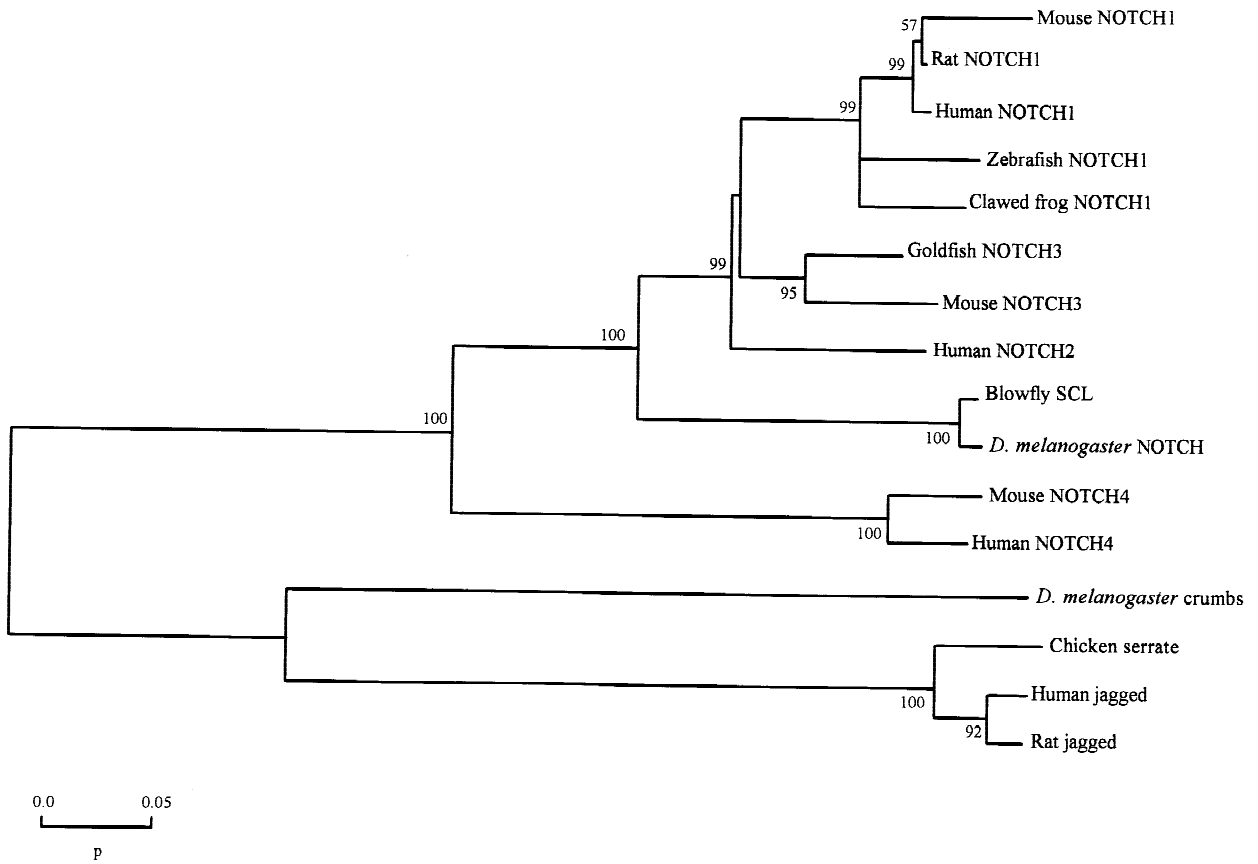 57
Mouse NOTCH1
99
Rat NOTCH1
99
Human NOTCH1
Zebrafish NOTCH1
Clawed frog NOTCH1
99
Goldfish NOTCH3
95
Mouse NOTCH3
100
Human NOTCH2
Blowfly SCL
100
100
D. melanogaster NOTCH
Mouse NOTCH4
100
Human NOTCH4
D. melanogaster crumbs
Chicken serrate
100
Human jagged
92
Rat jagged
0.0 0.05
p